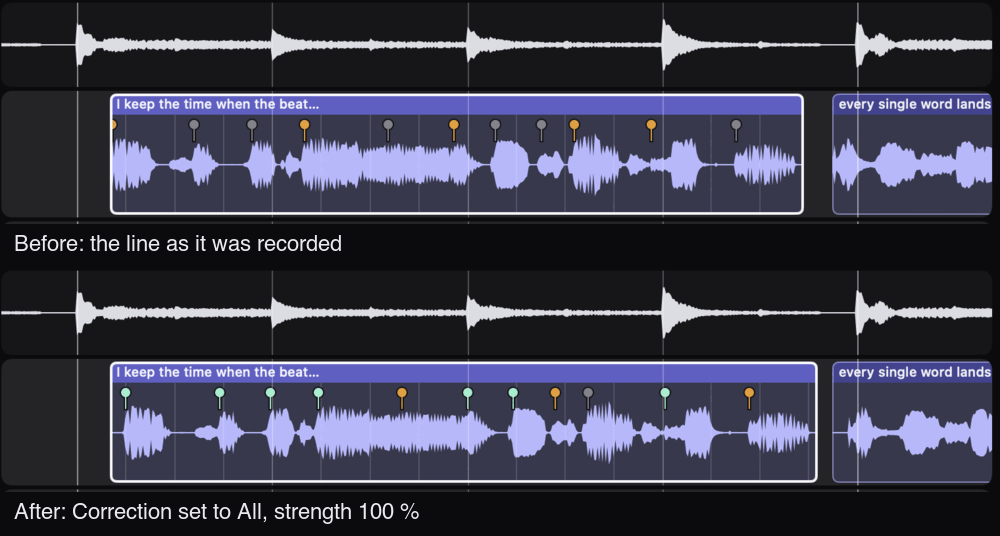 I keep the time when the beat...
every single word lands
Before: the line as it was recorded
I keep the time when the beat...
every single word lands
After: Correction set to All, strength 100 %